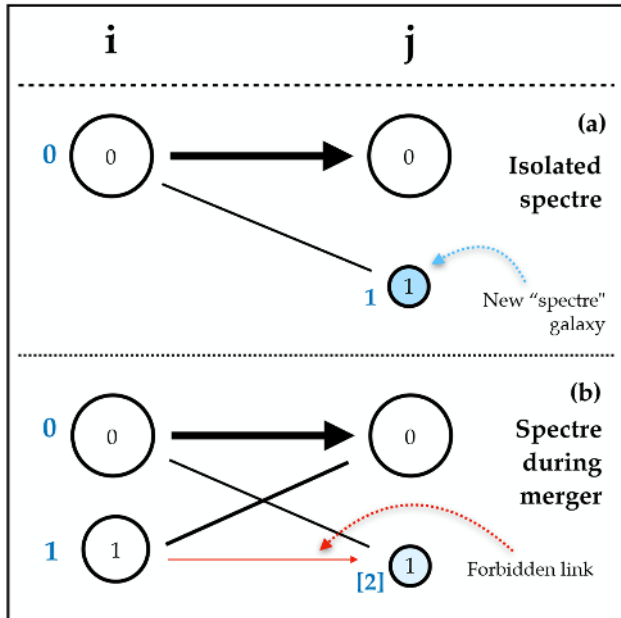 i j
(a)
0 0 0
Isolated
spectre
1 1
New “spectre"
galaxy
(b)
0 0 0
Spectre
during
merger
1 1
[2] 1
Forbidden link